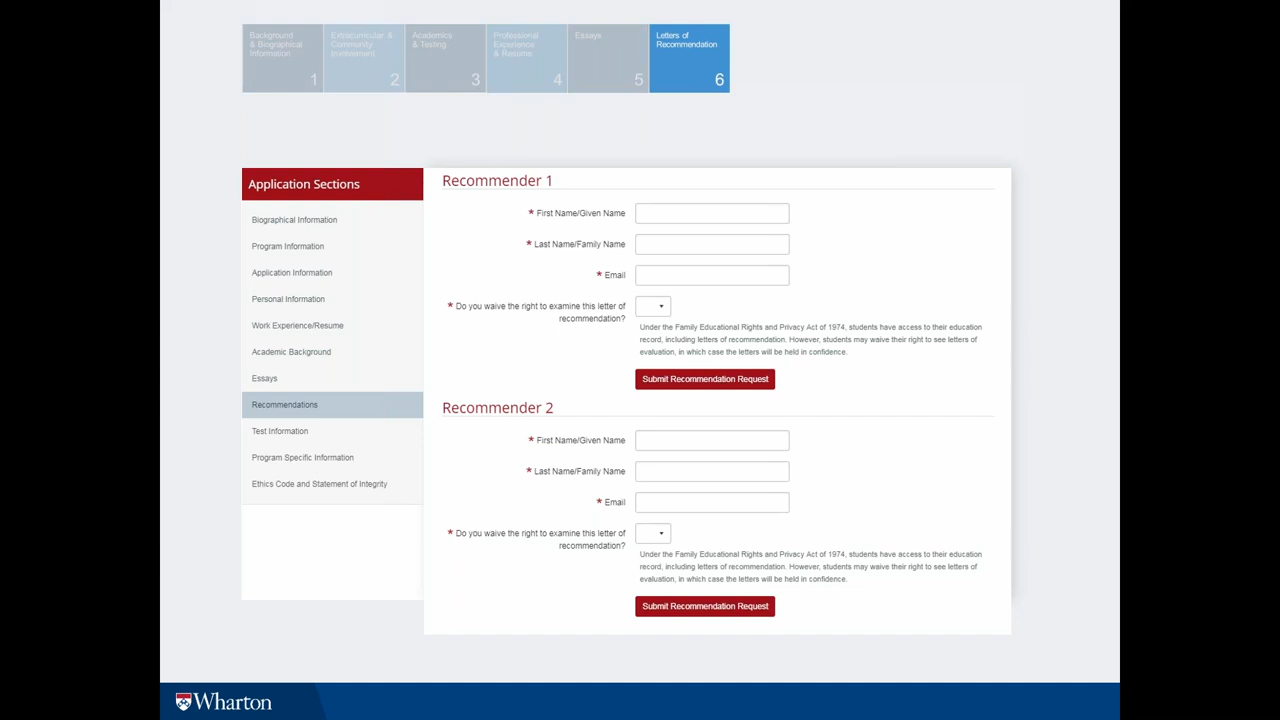 Background
& Biographical
Information
1
Extracurricular &
Community
Involvement
2
Academics
& Testing
3
Professional
Experience
& Resume
4
Essays
5
Letters of
Recommendation
6
Application Sections
Biographical Information
Program Information
Application Information
Personal Information
Work Experience/Resume
Academic Background
Essays
Recommendations
Test Information
Program Specific Information
Ethics Code and Statement of Integrity
Recommender 1
* First Name/Given Name
* Last Name/Family Name
* Email
* Do you waive the right to examine this letter of
recommendation?
Under the Family Educational Rights and Privacy Act of 1974, students have access to their education
record, including letters of recommendation. However, students may waive their right to see letters of
evaluation, in which case the letters will be held in confidence.
Submit Recommendation Request
Recommender 2
* First Name/Given Name
* Last Name/Family Name
* Email
* Do you waive the right to examine this letter of
recommendation?
Under the Family Educational Rights and Privacy Act of 1974, students have access to their education
record, including letters of recommendation. However, students may waive their right to see letters of
evaluation, in which case the letters will be held in confidence.
Submit Recommendation Request
Wharton